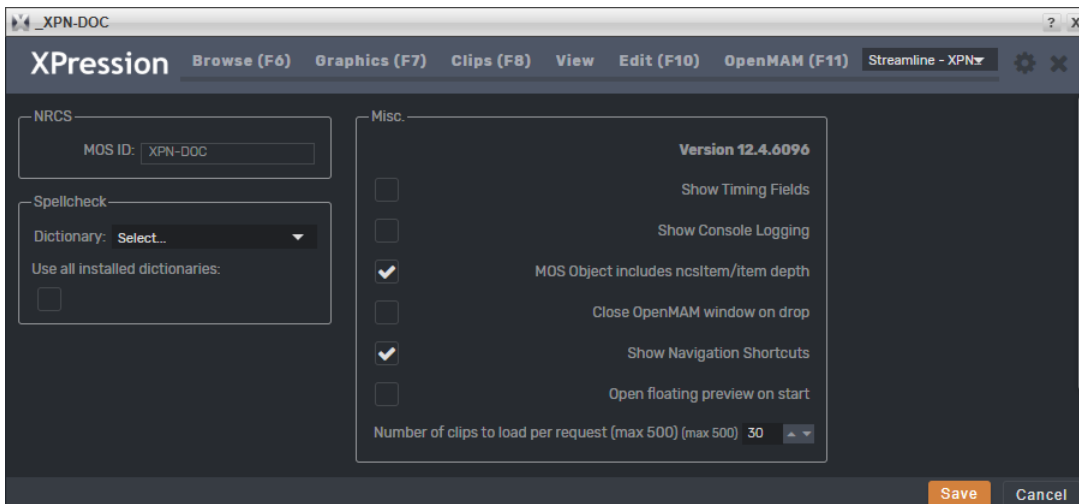 _XPN-DOC ? X
XPression Browse (F6) Graphics (F7) Clips (F8) View Edit (F10) OpenMAM (F11) Streamline - XPN
NRCS
MOS ID: XPN-DOC
Spellcheck
Dictionary: Select...
Use all installed dictionaries:
Misc.
Version 12.4.6096
Show Timing Fields
Show Console Logging
MOS Object includes ncsItem/item depth
Close OpenMAM window on drop
Show Navigation Shortcuts
Open floating preview on start
Number of clips to load per request (max 500) (max 500) 30
Save Cancel